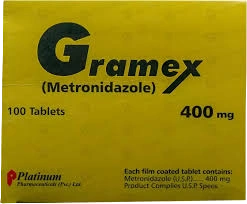 Gramex
(Metronidazole)
100 Tablets
400 mg
Platinum
Pharmaceuticals (Pvt.) Ltd.
Each film coated tablet contains:
Metronidazole (U.S.P.)..... 400 mg
Product Complies U.S.P. Specs.